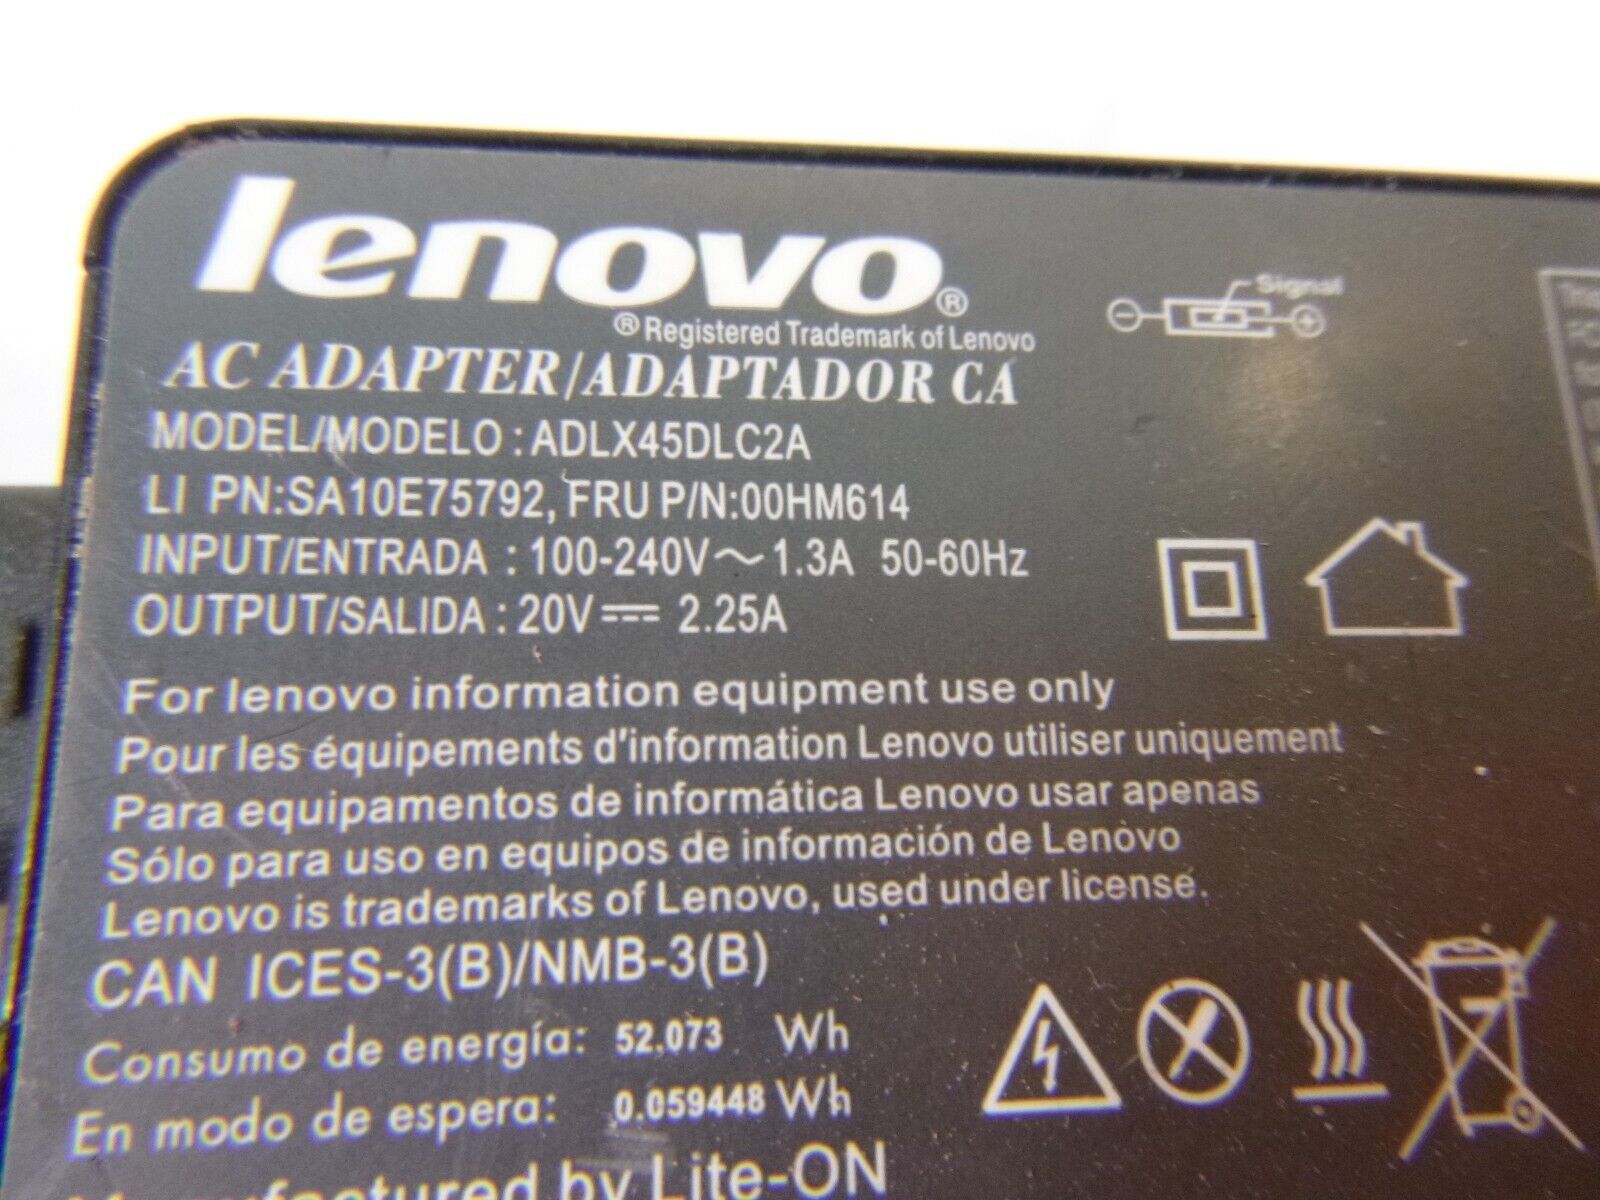 lenovo®
® Registered Trademark of Lenovo
Signal
AC ADAPTER/ADAPTADOR CA
MODEL/MODELO : ADLX45DLC2A
LI PN:SA10E75792, FRU P/N:00HM614
INPUT/ENTRADA : 100-240V~1.3A 50-60Hz
OUTPUT/SALIDA : 20V⎓ 2.25A
For lenovo information equipment use only
Pour les équipements d'information Lenovo utiliser uniquement
Para equipamentos de informática Lenovo usar apenas
Sólo para uso en equipos de información de Lenovo
Lenovo is trademarks of Lenovo, used under license.
CAN ICES-3(B)/NMB-3(B)
Consumo de energía: 52.073 Wh
En modo de espera: 0.059448 Wh
Manufactured by Lite-ON